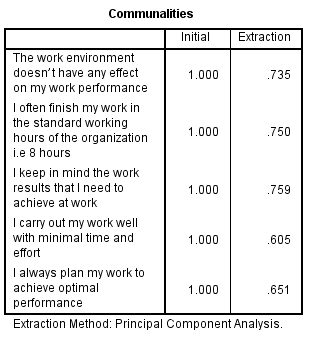 Communalities
Initial Extraction
The work environment
doesn't have any effect
on my work performance
1.000 .735
I often finish my work in
the standard working
hours of the organization
i.e 8 hours
1.000 .750
I keep in mind the work
results that I need to
achieve at work
1.000 .759
I carry out my work well
with minimal time and
effort
1.000 .605
I always plan my work to
achieve optimal
performance
1.000 .651
Extraction Method: Principal Component Analysis.